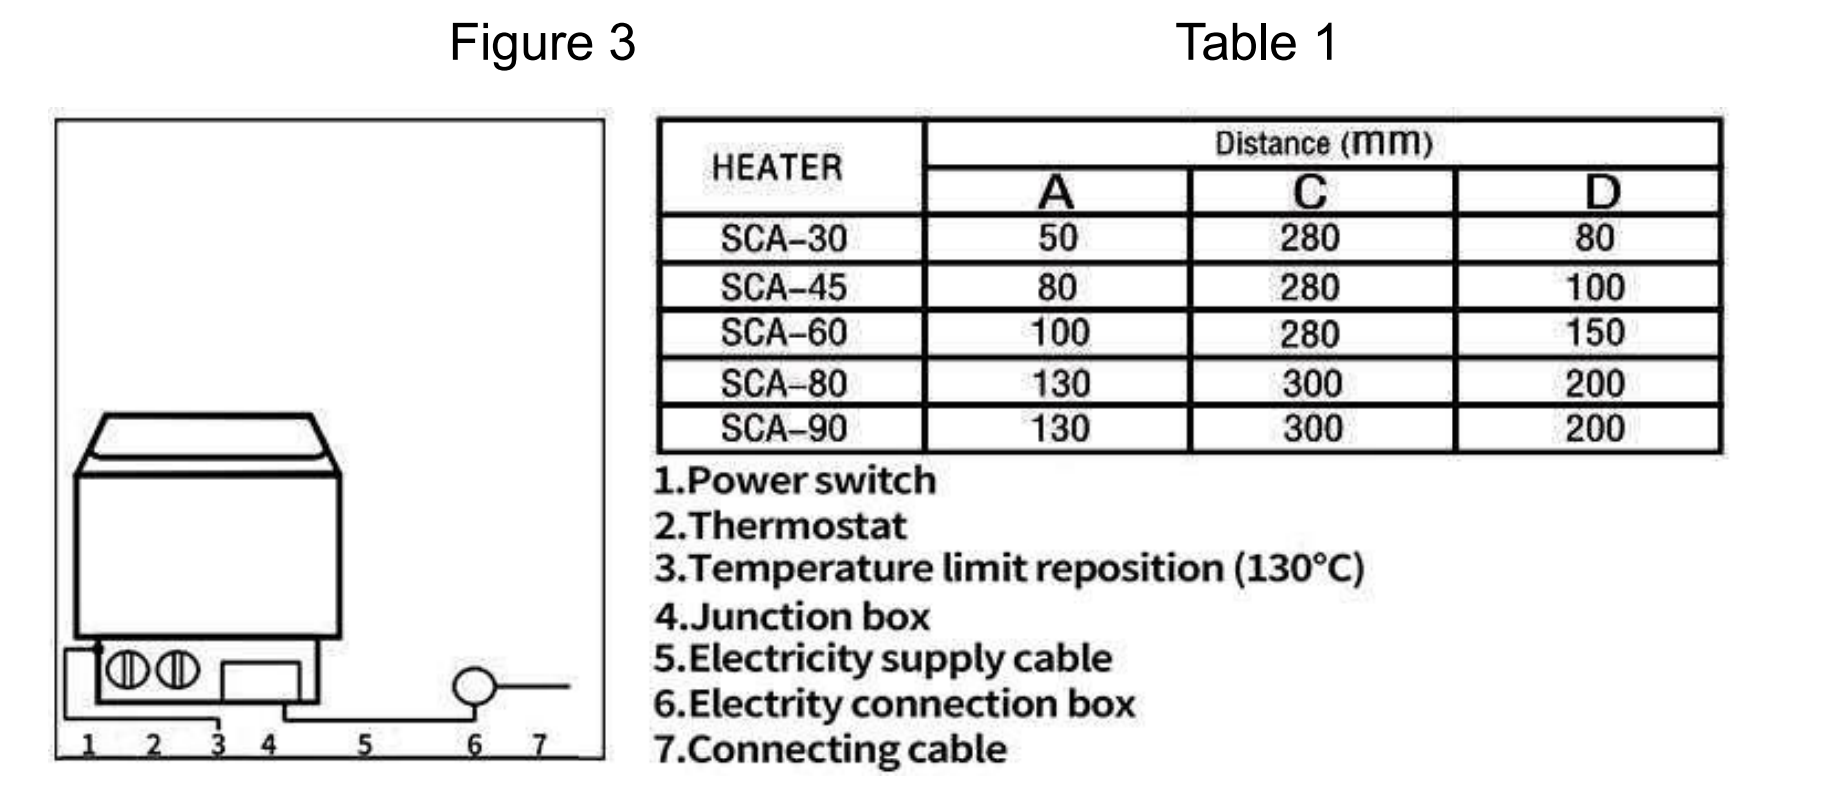 Figure 3
Table 1
HEATER
Distance (mm)
A C D
SCA-30 50 280 80
SCA-45 80 280 100
SCA-60 100 280 150
SCA-80 130 300 200
SCA-90 130 300 200
1.Power switch
2.Thermostat
3.Temperature limit reposition (130°C)
4.Junction box
5.Electricity supply cable
6.Electrity connection box
7.Connecting cable
1 2 3 4 5 6 7